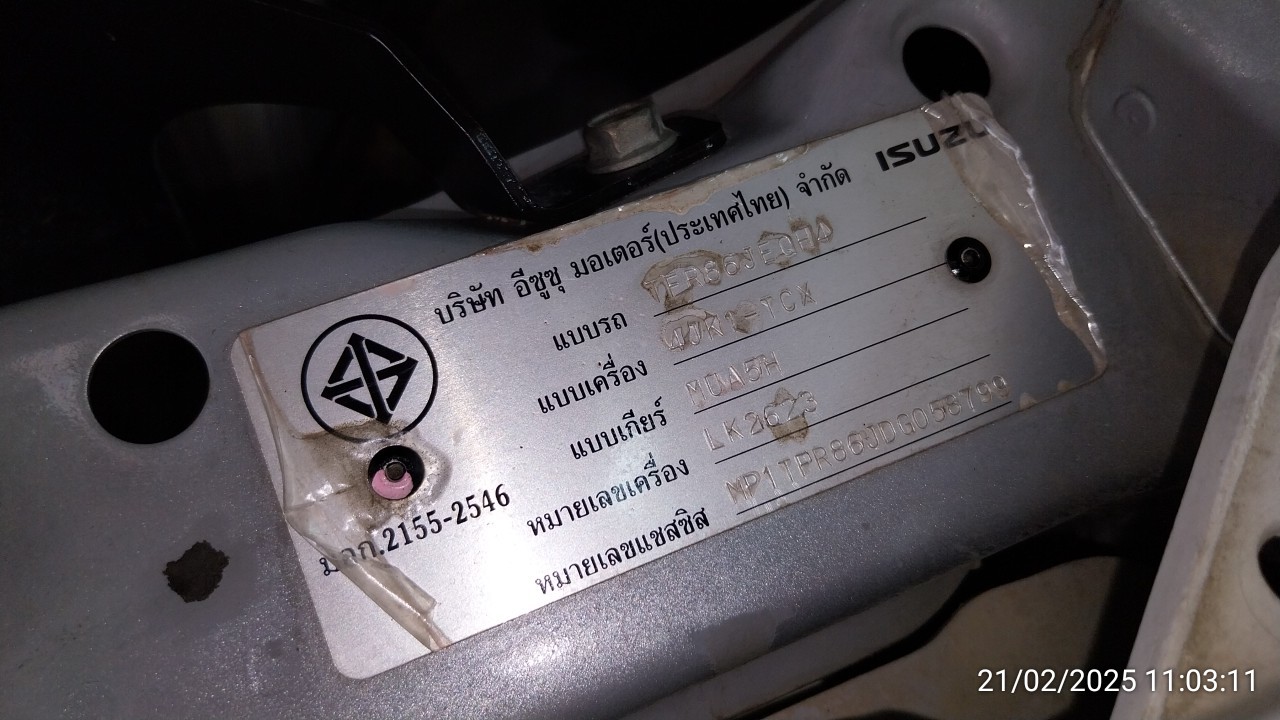 ISUZU
บริษัท อีซูซุ มอเตอร์(ประเทศไทย) จำกัด
แบบรถ
แบบเครื่อง 4JK1-TCX
แบบเกียร์ MUA5H
หมายเลขเครื่อง
หมายเลขแชสซิส
มอก.2155-2546
21/02/2025 11:03:11